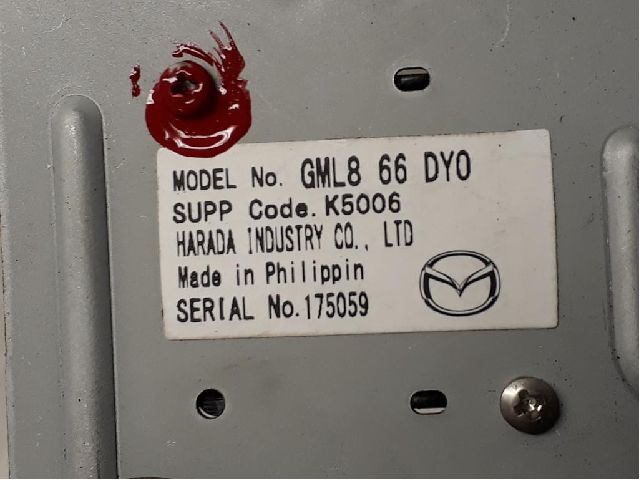 MODEL No. GML8 66 DY0
SUPP Code. K5006
HARADA INDUSTRY CO., LTD
Made in Philippin
SERIAL No. 175059